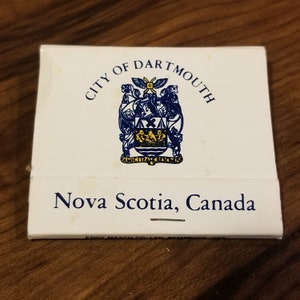 CITY OF DARTMOUTH
Nova Scotia, Canada